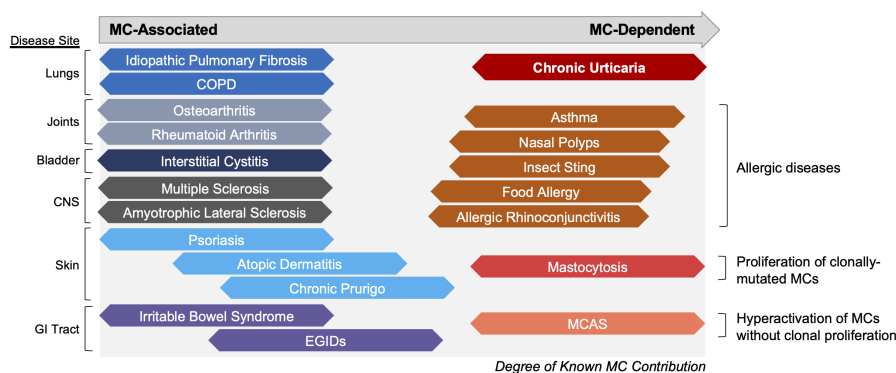 MC-Associated
MC-Dependent
Disease Site
Lungs
Idiopathic Pulmonary Fibrosis
COPD
Chronic Urticaria
Joints
Osteoarthritis
Rheumatoid Arthritis
Asthma
Nasal Polyps
Bladder
Interstitial Cystitis
Insect Sting
Allergic diseases
CNS
Multiple Sclerosis
Amyotrophic Lateral Sclerosis
Food Allergy
Allergic Rhinoconjunctivitis
Skin
Psoriasis
Atopic Dermatitis
Chronic Prurigo
Mastocytosis
Proliferation of clonally-
mutated MCs
GI Tract
Irritable Bowel Syndrome
EGIDs
MCAS
Hyperactivation of MCs
without clonal proliferation
Degree of Known MC Contribution